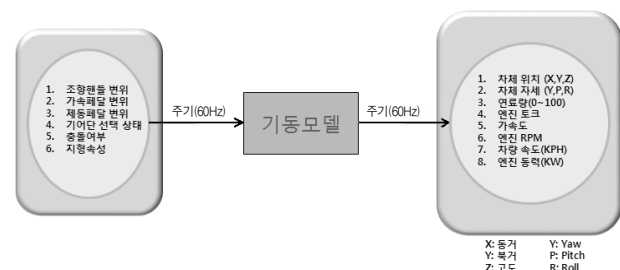 1. 조향핸들 변위
2. 가속페달 변위
3. 제동페달 변위
4. 기어단 선택 상태
5. 충돌여부
6. 지형속성
주기(60Hz)
기동모델
주기(60Hz)
1. 차체 위치 (X,Y,Z)
2. 차체 자세 (Y,P,R)
3. 연료량(0~100)
4. 엔진 토크
5. 가속도
6. 엔진 RPM
7. 차량 속도(KPH)
8. 엔진 동력(KW)
X: 동거 Y: Yaw
Y: 북거 P: Pitch
Z: 고도 R: Roll